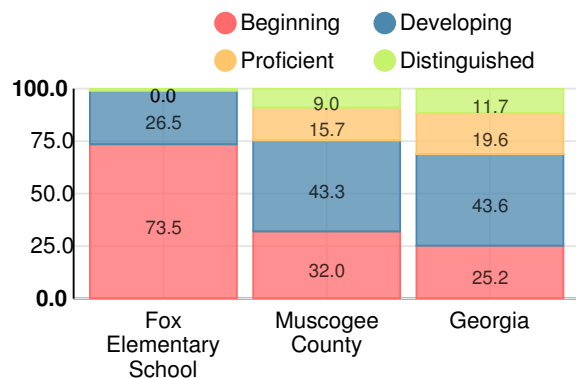 Beginning
Developing
Proficient
Distinguished
100.0
75.0
50.0
25.0
0.0
0.0
26.5
73.5
9.0
15.7
43.3
32.0
11.7
19.6
43.6
25.2
Fox
Elementary
School
Muscogee
County
Georgia